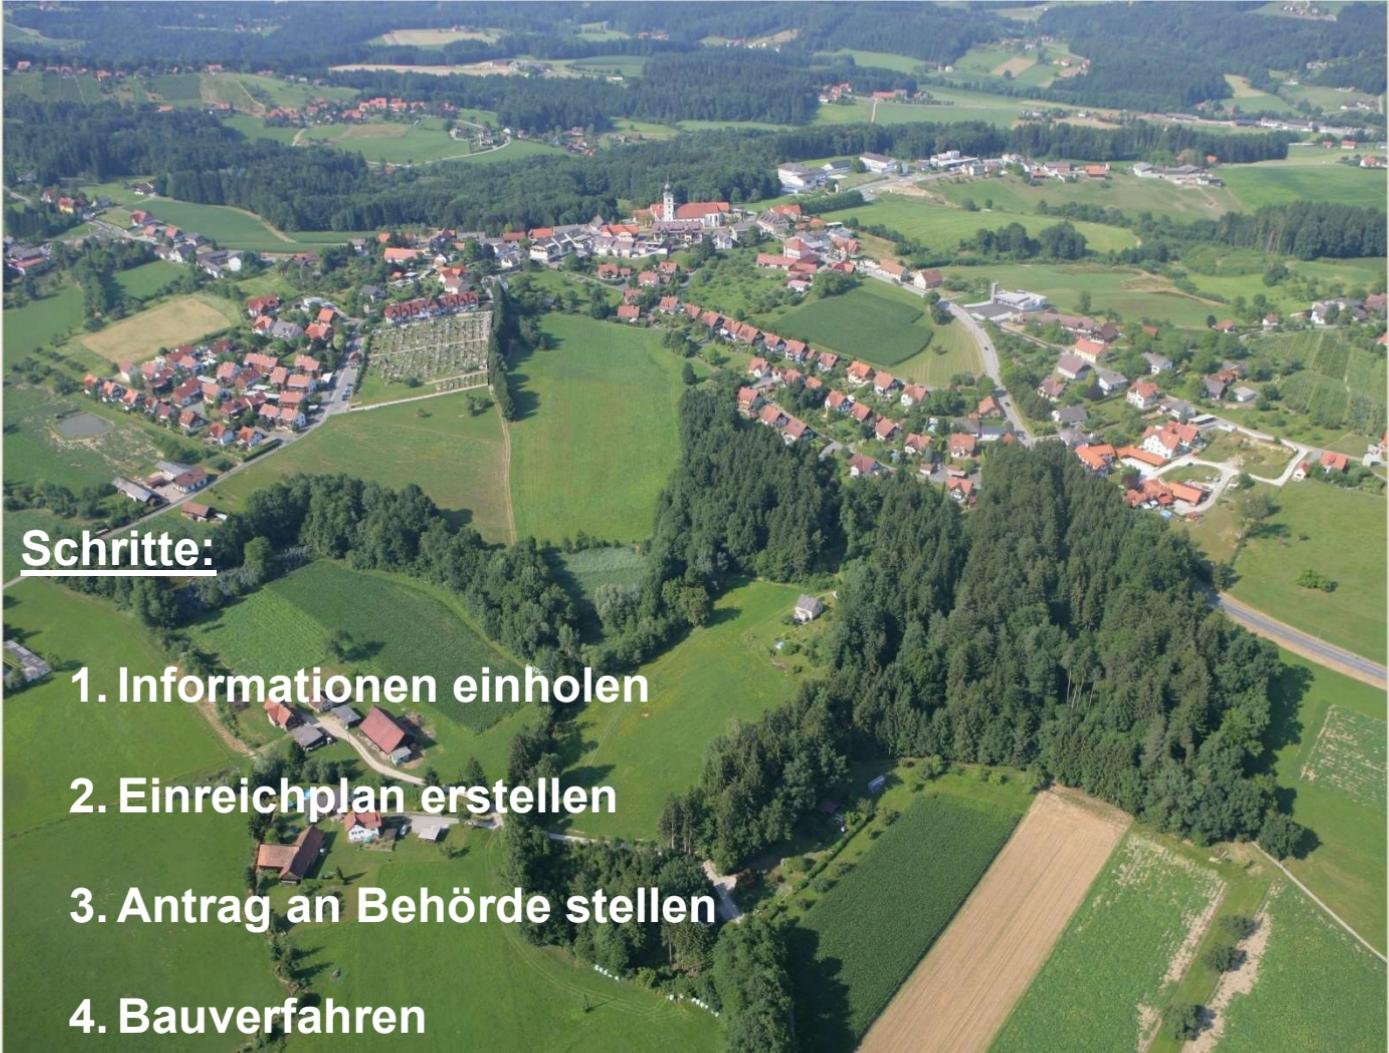 Schritte:
1. Informationen einholen
2. Einreichplan erstellen
3. Antrag an Behörde stellen
4. Bauverfahren